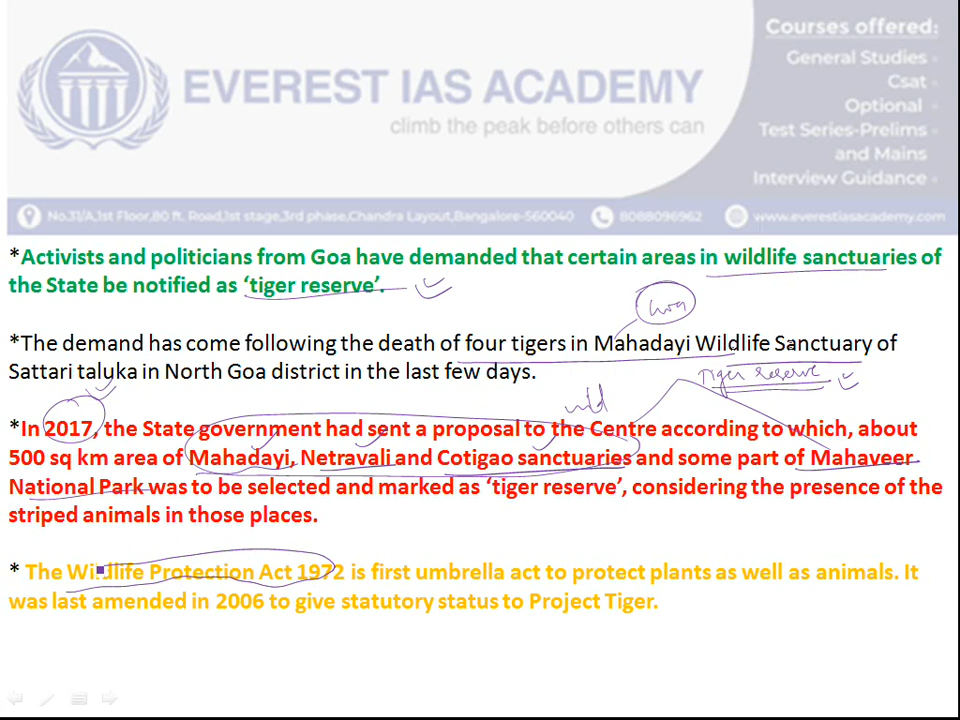 Courses offered:
General Studies
Csat
Optional
Test Series-Prelims
and Mains
Interview Guidance
EVEREST IAS ACADEMY
climb the peak before others can
No.31/A,1st Floor,80 ft. Road,1st stage,3rd phase,Chandra Layout,Bangalore-560040 8088096962 www.everestiasacademy.com
*Activists and politicians from Goa have demanded that certain areas in wildlife sanctuaries of
the State be notified as ‘tiger reserve’.
Goa
*The demand has come following the death of four tigers in Mahadayi Wildlife Sanctuary of
Sattari taluka in North Goa district in the last few days.
Tiger reserve
wld
*In 2017, the State government had sent a proposal to the Centre according to which, about
500 sq km area of Mahadayi, Netravali and Cotigao sanctuaries and some part of Mahaveer
National Park was to be selected and marked as ‘tiger reserve’, considering the presence of the
striped animals in those places.
* The Wildlife Protection Act 1972 is first umbrella act to protect plants as well as animals. It
was last amended in 2006 to give statutory status to Project Tiger.